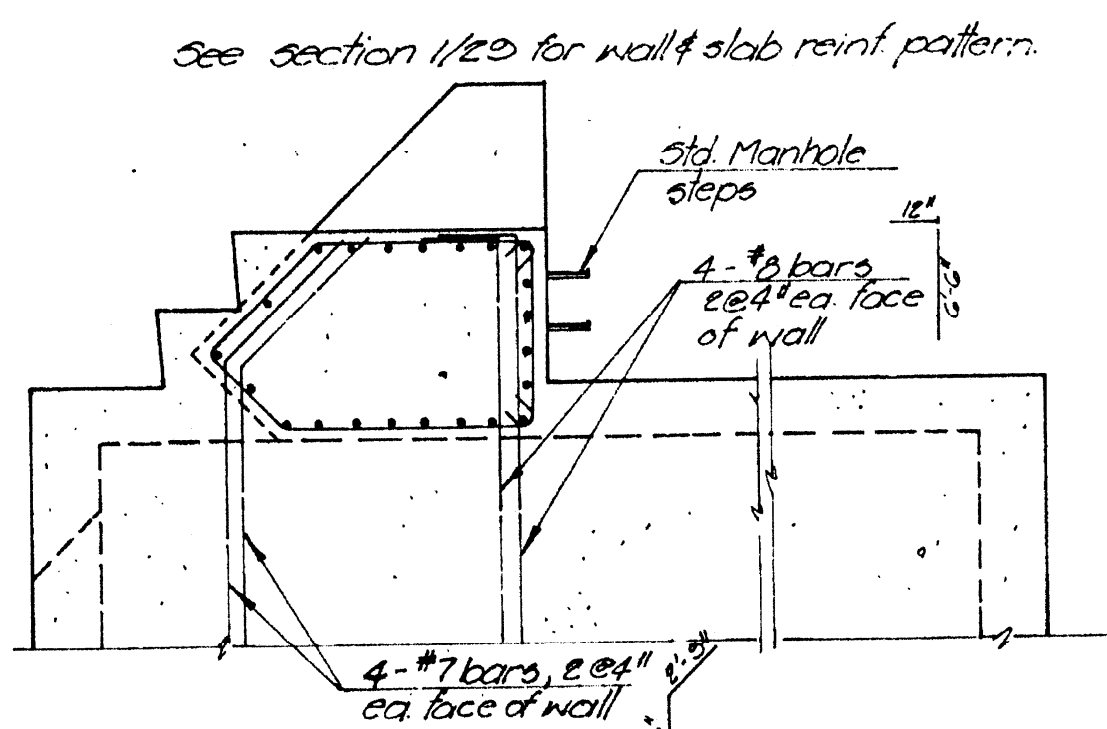 See section 1/29 for wall & slab reinf. pattern.
Std. Manhole
steps
12"
6'-6"
4 - #8 bars
2@4" ea. face
of wall
4 - #7 bars, 2@4"
ea. face of wall
2'-9"